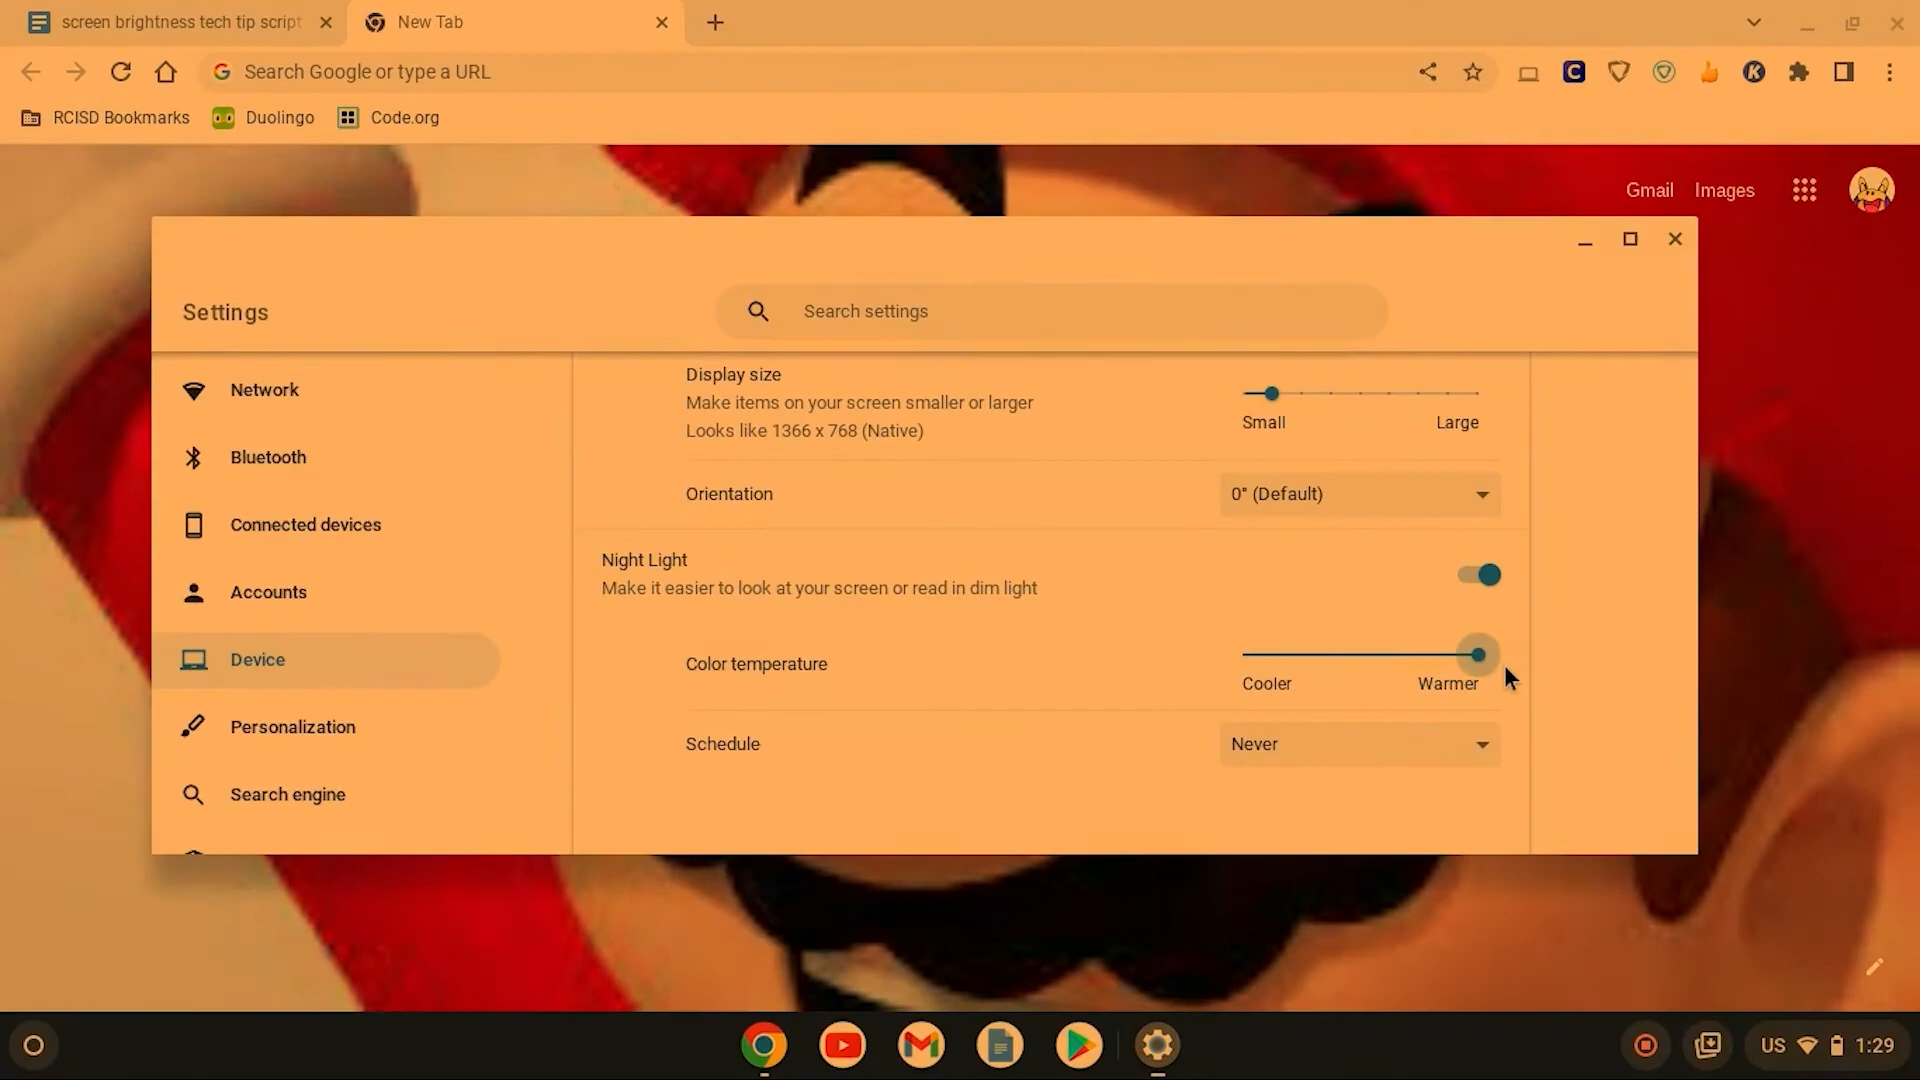 screen brightness tech tip script
New Tab
Search Google or type a URL
RCISD Bookmarks
Duolingo
Code.org
Gmail
Images
Settings
Search settings
Network
Bluetooth
Connected devices
Accounts
Device
Personalization
Search engine
Display size
Make items on your screen smaller or larger
Looks like 1366 x 768 (Native)
Small
Large
Orientation
0° (Default)
Night Light
Make it easier to look at your screen or read in dim light
Color temperature
Cooler
Warmer
Schedule
Never
US
1:29